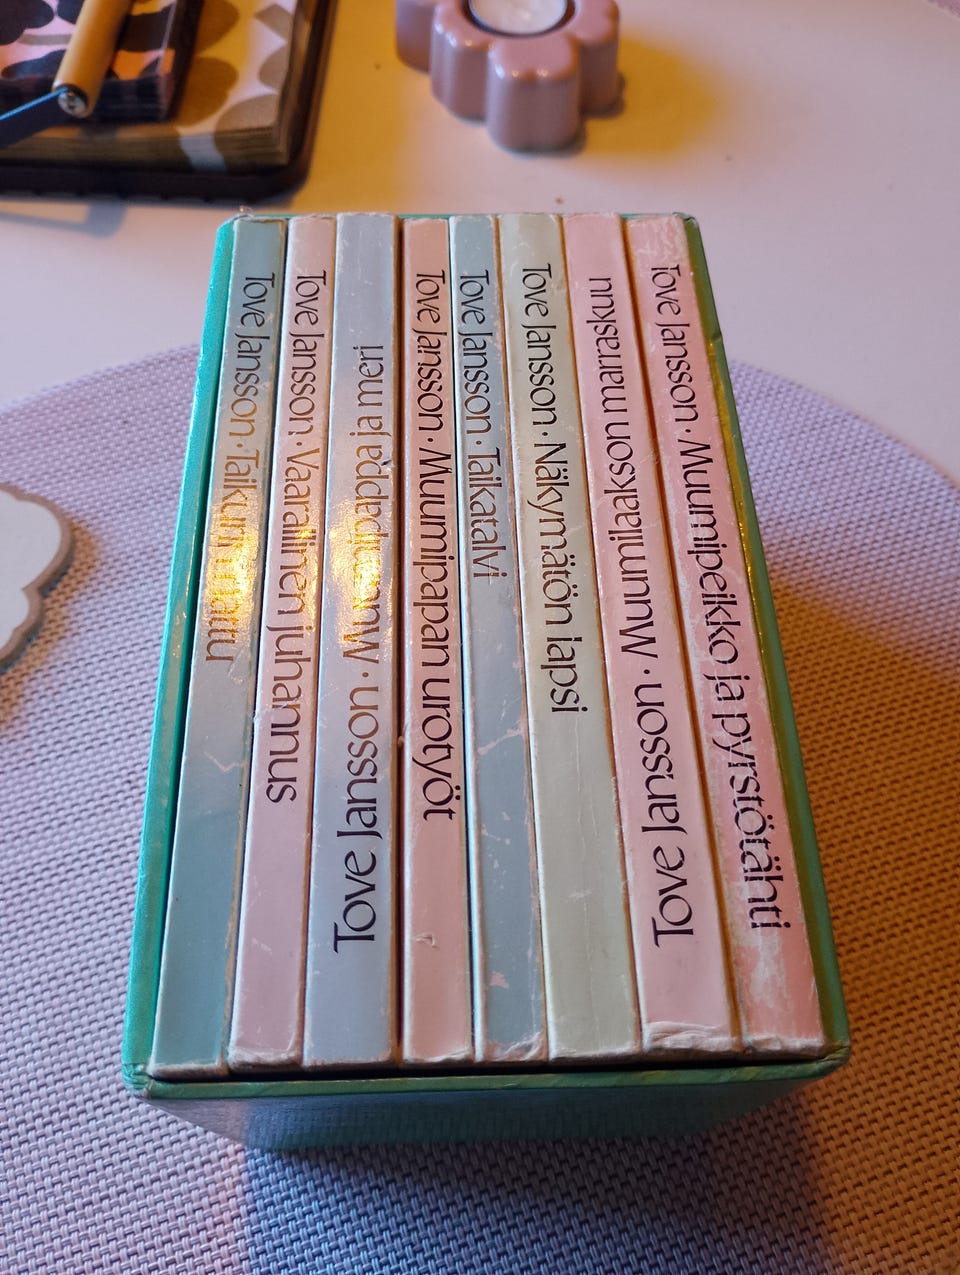 Tove Jansson · Taikurin hattu
Tove Jansson · Vaarallinen juhannus
Tove Jansson · Muumipappa ja meri
Tove Jansson · Muumipapan urotyöt
Tove Jansson · Taikatalvi
Tove Jansson · Näkymätön lapsi
Tove Jansson · Muumilaakson marraskuu
Tove Jansson · Muumipeikko ja pyrstötähti